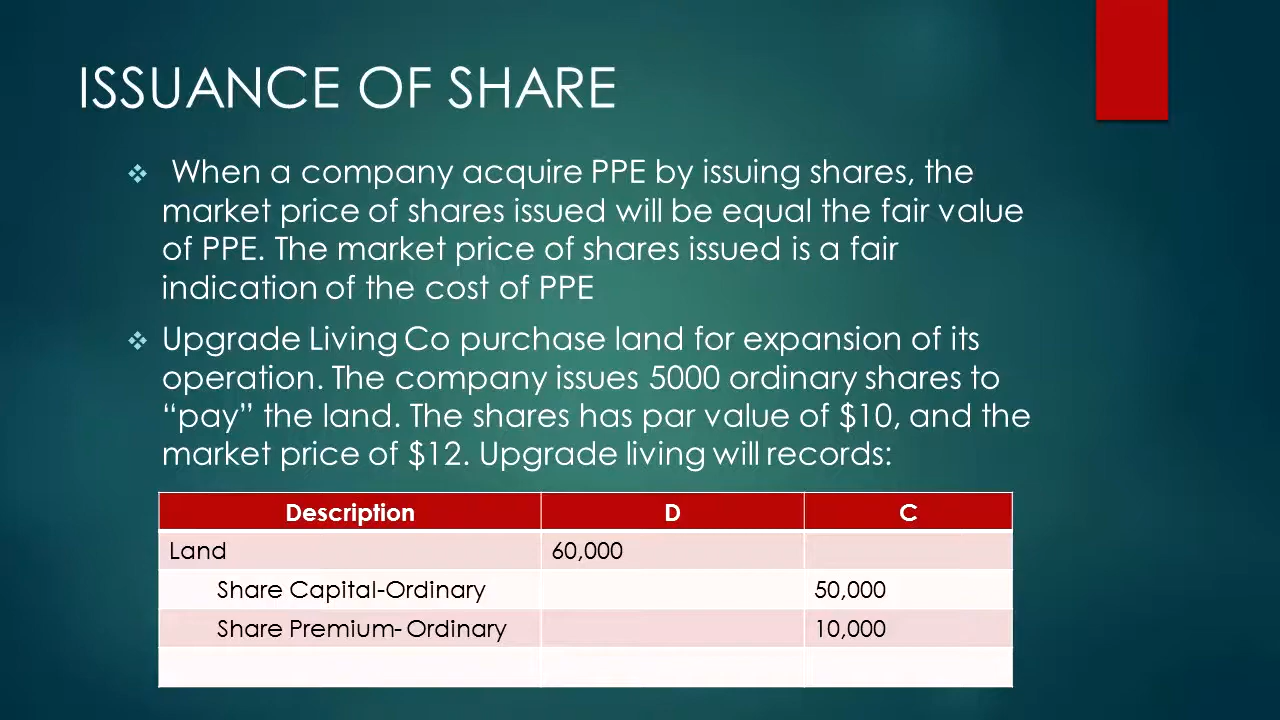 ISSUANCE OF SHARE
When a company acquire PPE by issuing shares, the
market price of shares issued will be equal the fair value
of PPE. The market price of shares issued is a fair
indication of the cost of PPE
Upgrade Living Co purchase land for expansion of its
operation. The company issues 5000 ordinary shares to
“pay” the land. The shares has par value of $10, and the
market price of $12. Upgrade living will records:
Description D C
Land 60,000
Share Capital-Ordinary 50,000
Share Premium- Ordinary 10,000